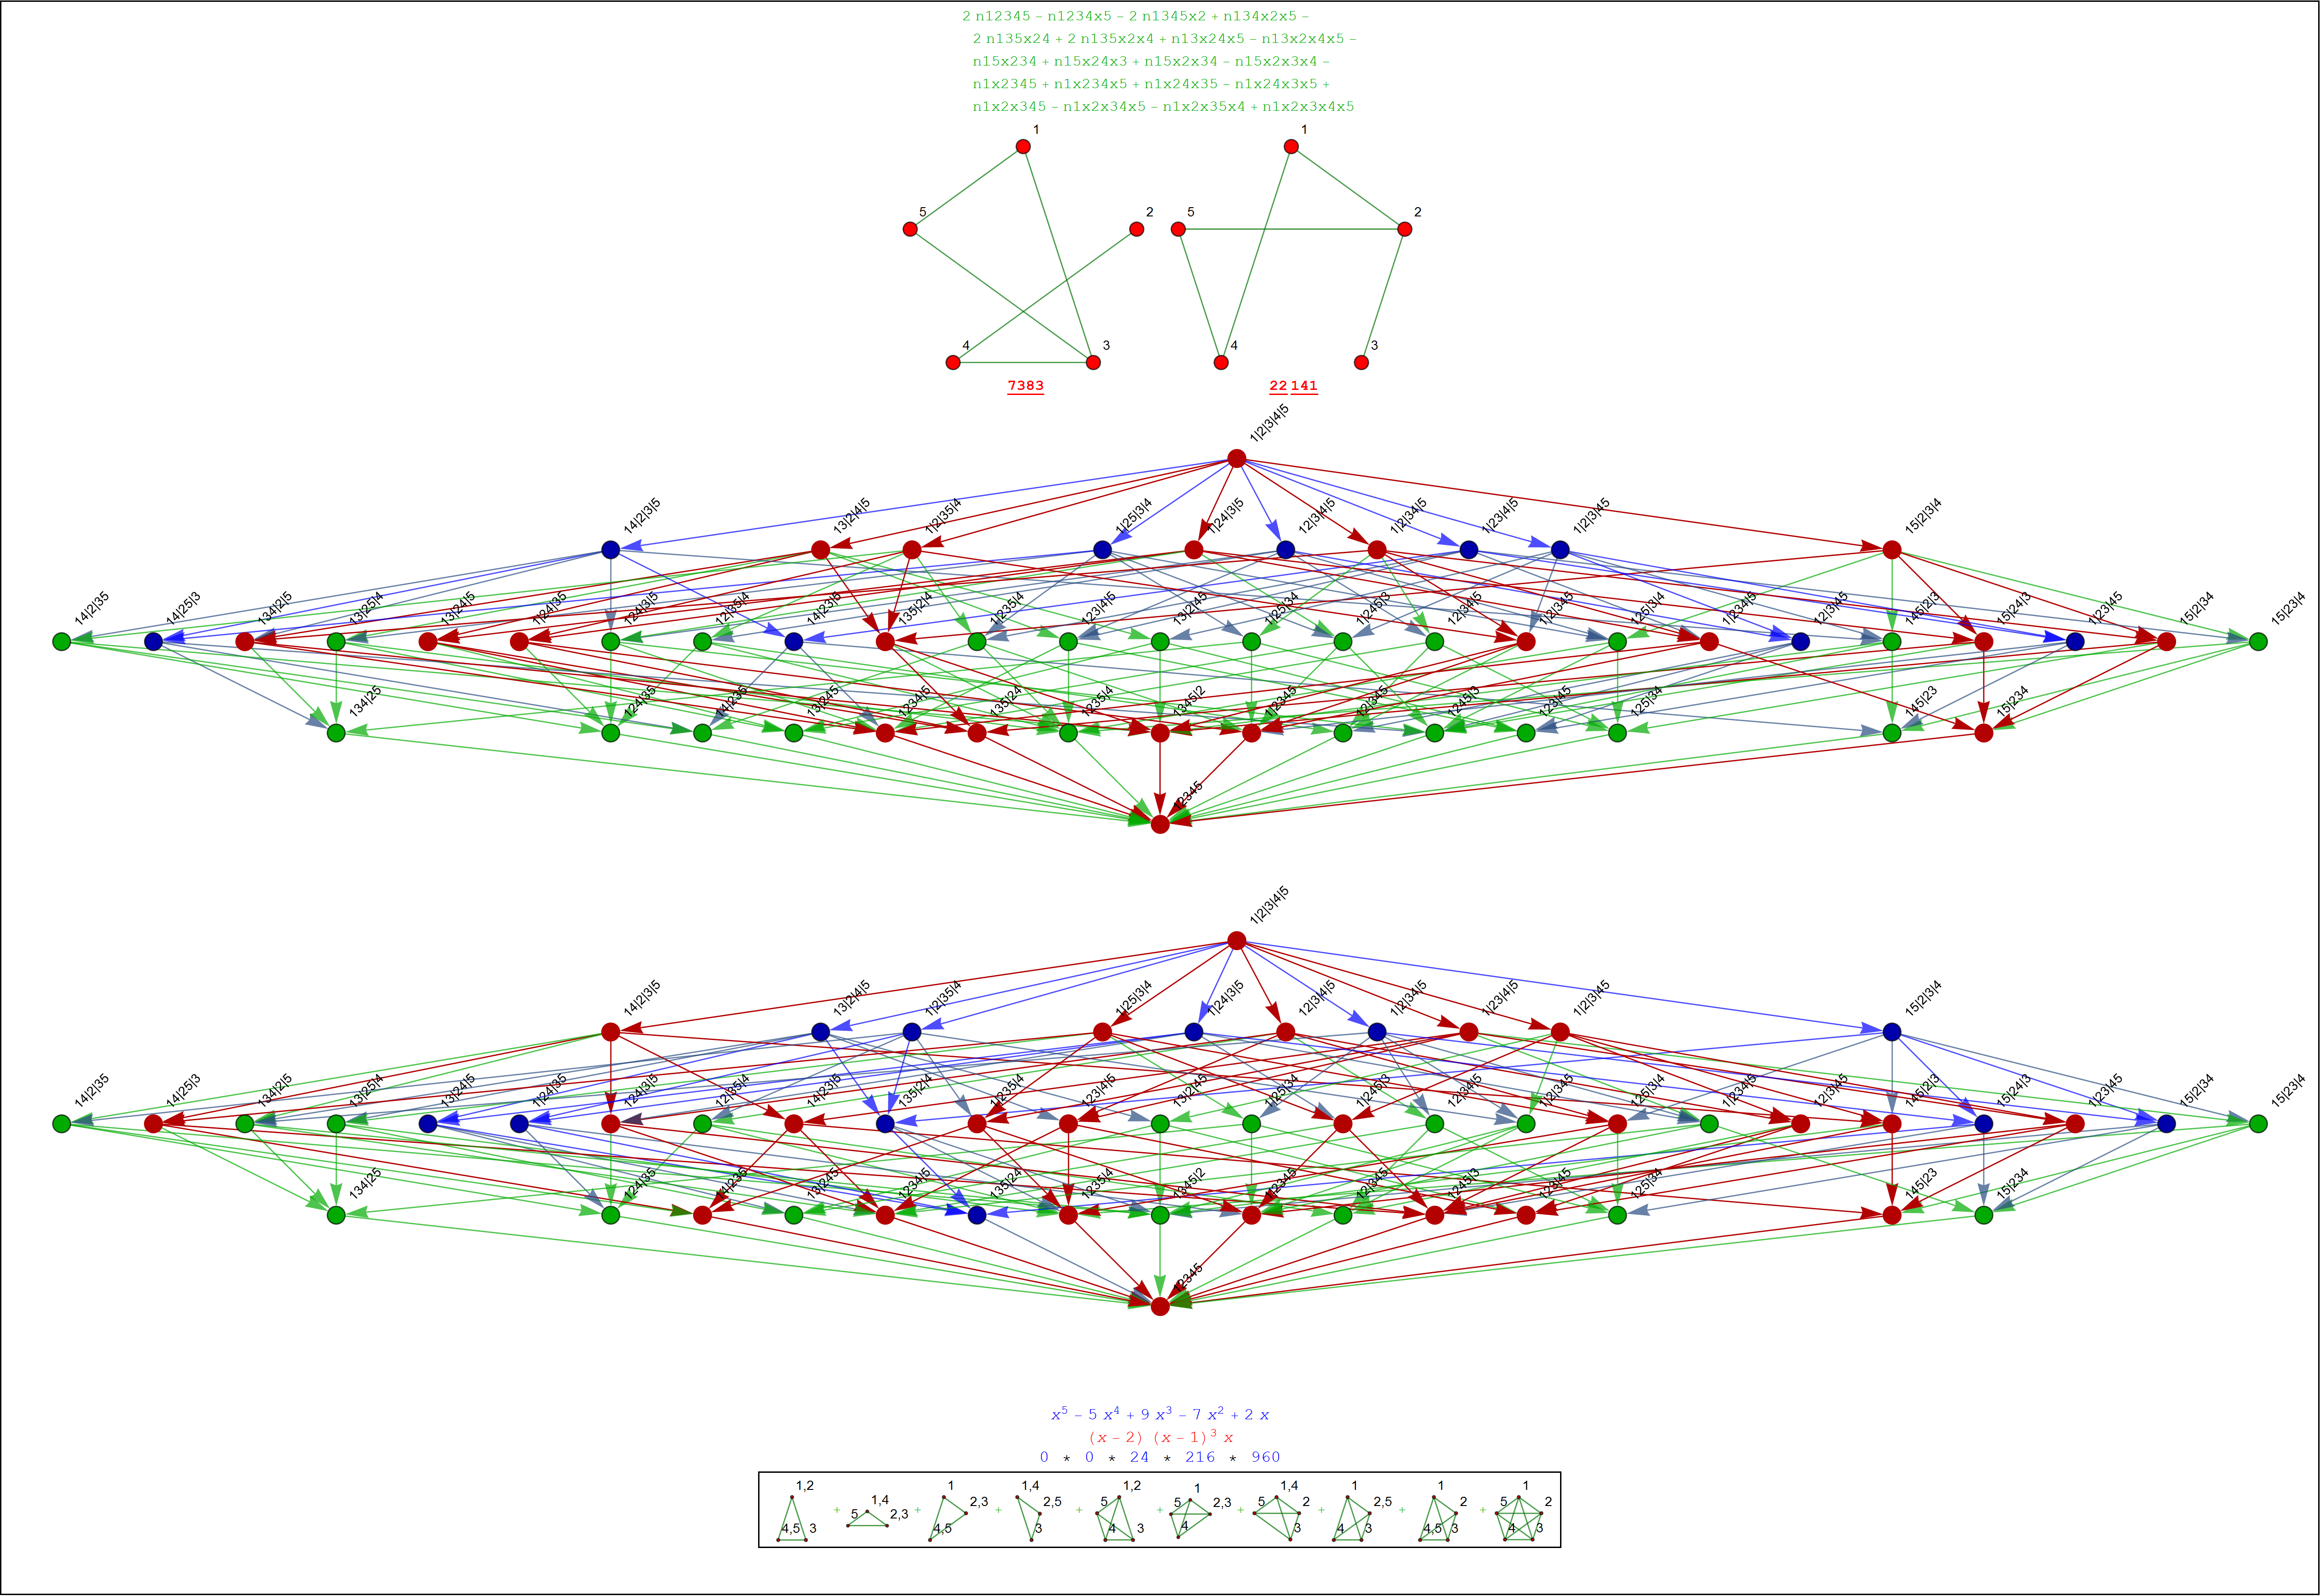 2 n12345 − n1234x5 − 2 n1345x2 + n134x2x5 −
2 n135x24 + 2 n135x2x4 + n13x24x5 − n13x2x4x5 −
n15x234 + n15x24x3 + n15x2x34 − n15x2x3x4 −
n1x2345 + n1x234x5 + n1x24x35 − n1x24x3x5 +
n1x2x345 − n1x2x34x5 − n1x2x35x4 + n1x2x3x4x5
1 1
5 2 5 2
4 3 4 3
7383 22 141
1|2|3|4|5
14|2|3|5 13|2|4|5 1|2|35|4 1|25|3|4 1|24|3|5 12|3|4|5 1|2|34|5 1|23|4|5 1|2|3|45 15|2|3|4
14|2|35 14|25|3 134|2|5 13|25|4 13|24|5 1|24|35 124|3|5 12|35|4 14|23|5 135|2|4 1|235|4 123|4|5 13|2|45 1|25|34 1|245|3 12|34|5 1|2|345 125|3|4 1|234|5 12|3|45 145|2|3 15|24|3 1|23|45 15|2|34 15|23|4
134|25 124|35 14|235 13|245 1234|5 135|24 1235|4 1345|2 1|2345 12|345 1245|3 123|45 125|34 145|23 15|234
12345
1|2|3|4|5
14|2|3|5 13|2|4|5 1|2|35|4 1|25|3|4 1|24|3|5 12|3|4|5 1|2|34|5 1|23|4|5 1|2|3|45 15|2|3|4
14|2|35 14|25|3 134|2|5 13|25|4 13|24|5 1|24|35 124|3|5 12|35|4 14|23|5 135|2|4 1|235|4 123|4|5 13|2|45 1|25|34 1|245|3 12|34|5 1|2|345 125|3|4 1|234|5 12|3|45 145|2|3 15|24|3 1|23|45 15|2|34 15|23|4
134|25 124|35 14|235 13|245 1234|5 135|24 1235|4 1345|2 1|2345 12|345 1245|3 123|45 125|34 145|23 15|234
12345
x⁵ − 5 x⁴ + 9 x³ − 7 x² + 2 x
(x − 2) (x − 1)³ x
0 * 0 * 24 * 216 * 960
1,2 4,5 3 + 1,4 5 2,3 + 1 2,3 4,5 + 1,4 2,5 3 + 1,2 5 4 3 + 1 5 2,3 4 + 1,4 5 2 3 + 1 2,5 4 3 + 1 2 4,5 3 + 1 5 2 4 3